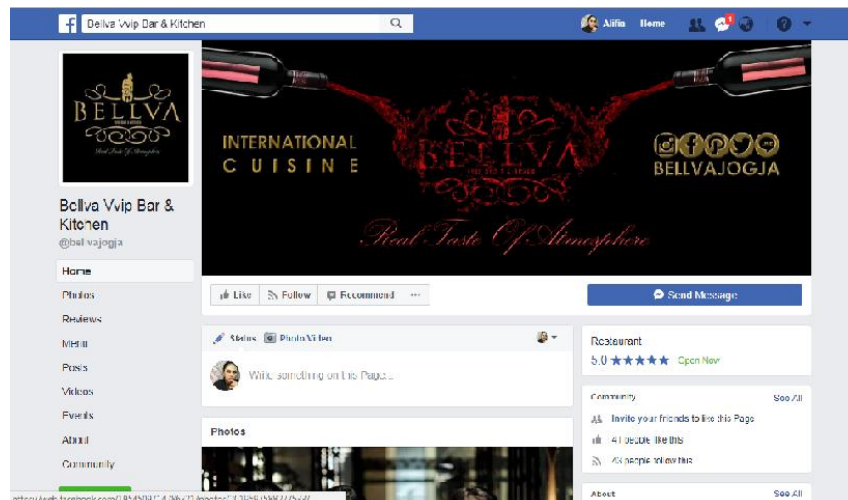 Bellva Vvip Bar & Kitchen
Alifia Home
BELLVA
Real Taste Of Atmosphere
INTERNATIONAL
CUISINE
BELLVA
BELLVAJOGJA
Real Taste Of Atmosphere
Bellva Vvip Bar &
Kitchen
@bellvajogja
Home
Photos
Reviews
Menu
Posts
Videos
Events
About
Community
Like Follow Recommend ...
Send Message
Status Photo/Video
Write something on this Page...
Photos
Restaurant
5.0 ★★★★★ Open Now
Community See All
Invite your friends to like this Page
41 people like this
43 people follow this
About See All